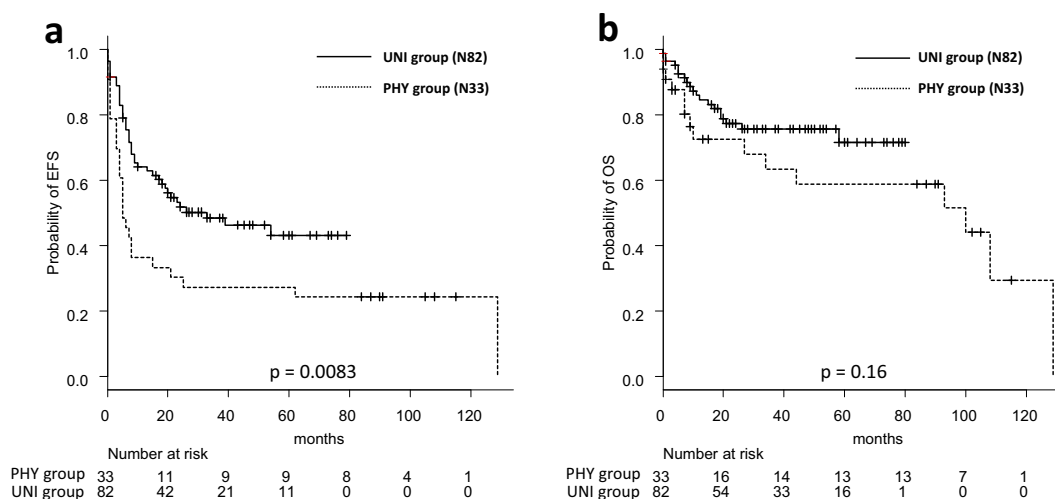 a
1.0
0.8
0.6
0.4
0.2
0.0
Probability of EFS
UNI group (N82)
PHY group (N33)
p = 0.0083
0 20 40 60 80 100 120
months
Number at risk
PHY group 33 11 9 9 8 4 1
UNI group 82 42 21 11 0 0 0
b
1.0
0.8
0.6
0.4
0.2
0.0
Probability of OS
UNI group (N82)
PHY group (N33)
p = 0.16
0 20 40 60 80 100 120
months
Number at risk
PHY group 33 16 14 13 13 7 1
UNI group 82 54 33 16 1 0 0